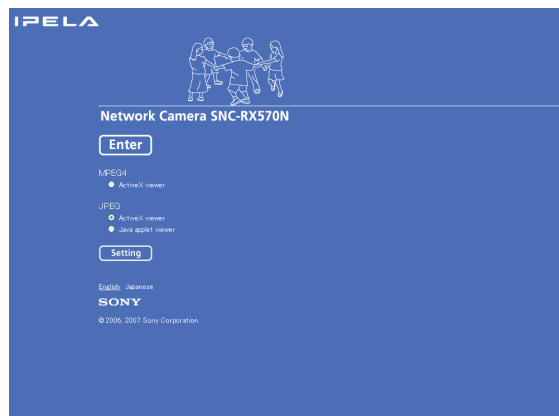 IPELA
Network Camera SNC-RX570N
Enter
MPEG4
ActiveX viewer
JPEG
ActiveX viewer
Java applet viewer
Setting
English Japanese
SONY
© 2006, 2007 Sony Corporation